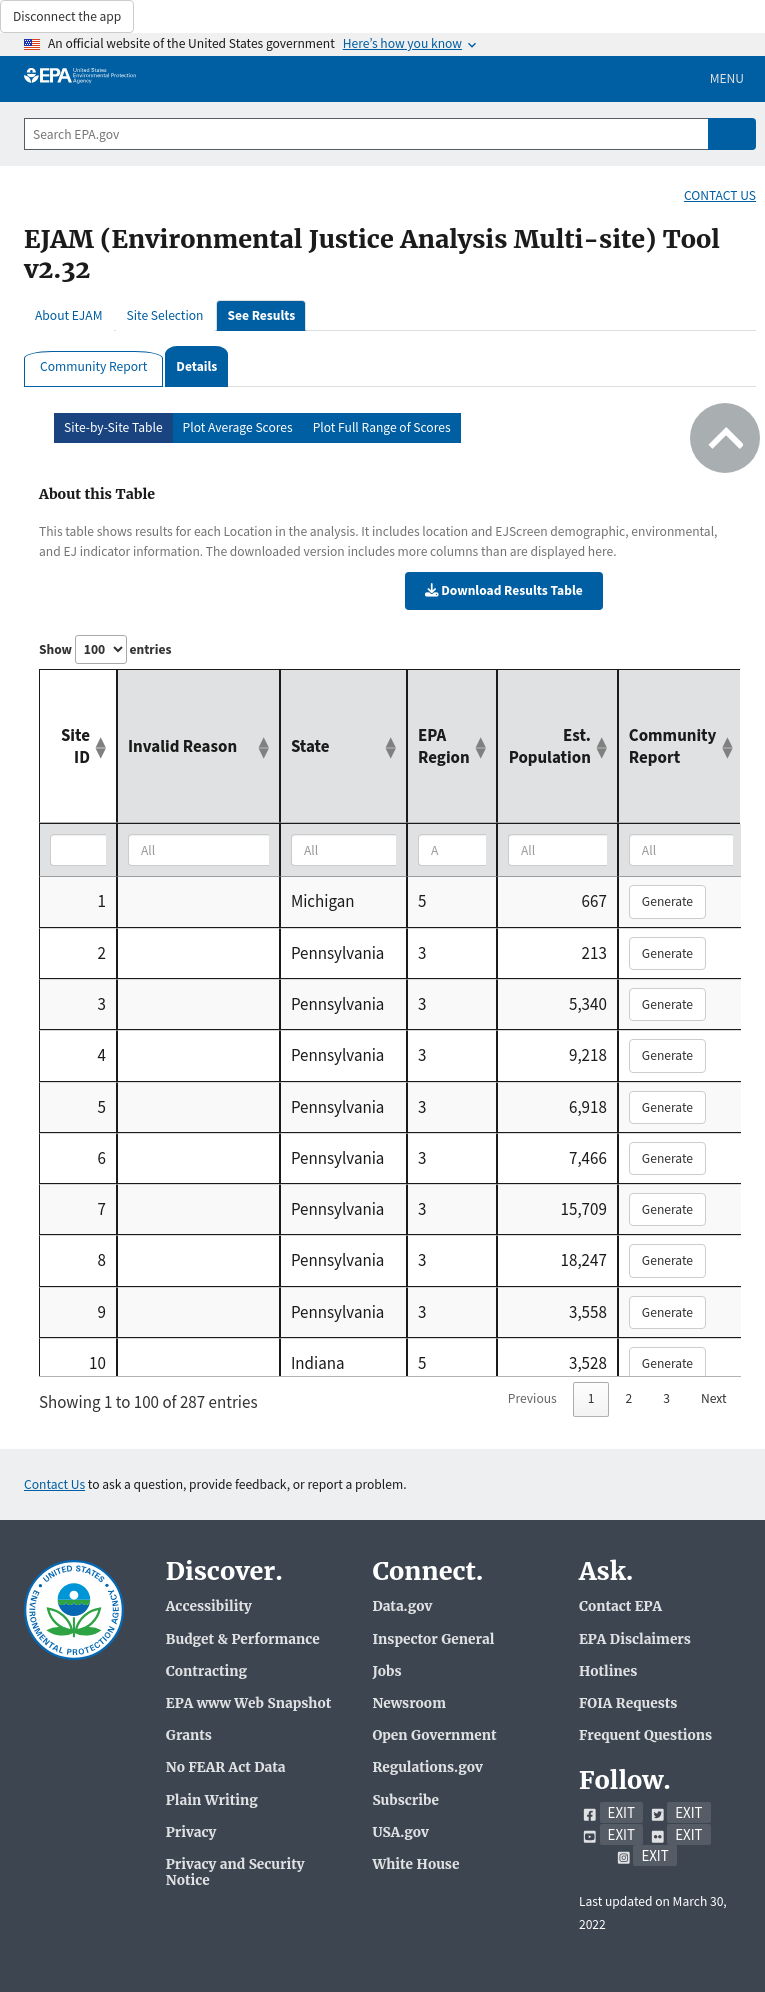 Disconnect the app
An official website of the United States government Here's how you know
EPA United States Environmental Protection Agency
MENU
Search EPA.gov
CONTACT US
EJAM (Environmental Justice Analysis Multi-site) Tool
v2.32
About EJAM Site Selection See Results
Community Report Details
Site-by-Site Table Plot Average Scores Plot Full Range of Scores
About this Table
This table shows results for each Location in the analysis. It includes location and EJScreen demographic, environmental,
and EJ indicator information. The downloaded version includes more columns than are displayed here.
Download Results Table
Show 100 entries
Site ID Invalid Reason State EPA Region Est. Population Community Report
All All A All All
1 Michigan 5 667 Generate
2 Pennsylvania 3 213 Generate
3 Pennsylvania 3 5,340 Generate
4 Pennsylvania 3 9,218 Generate
5 Pennsylvania 3 6,918 Generate
6 Pennsylvania 3 7,466 Generate
7 Pennsylvania 3 15,709 Generate
8 Pennsylvania 3 18,247 Generate
9 Pennsylvania 3 3,558 Generate
10 Indiana 5 3,528 Generate
Showing 1 to 100 of 287 entries
Previous 1 2 3 Next
Contact Us to ask a question, provide feedback, or report a problem.
UNITED STATES ENVIRONMENTAL PROTECTION AGENCY
Discover.
Accessibility
Budget & Performance
Contracting
EPA www Web Snapshot
Grants
No FEAR Act Data
Plain Writing
Privacy
Privacy and Security
Notice
Connect.
Data.gov
Inspector General
Jobs
Newsroom
Open Government
Regulations.gov
Subscribe
USA.gov
White House
Ask.
Contact EPA
EPA Disclaimers
Hotlines
FOIA Requests
Frequent Questions
Follow.
EXIT EXIT
EXIT EXIT
EXIT
Last updated on March 30,
2022